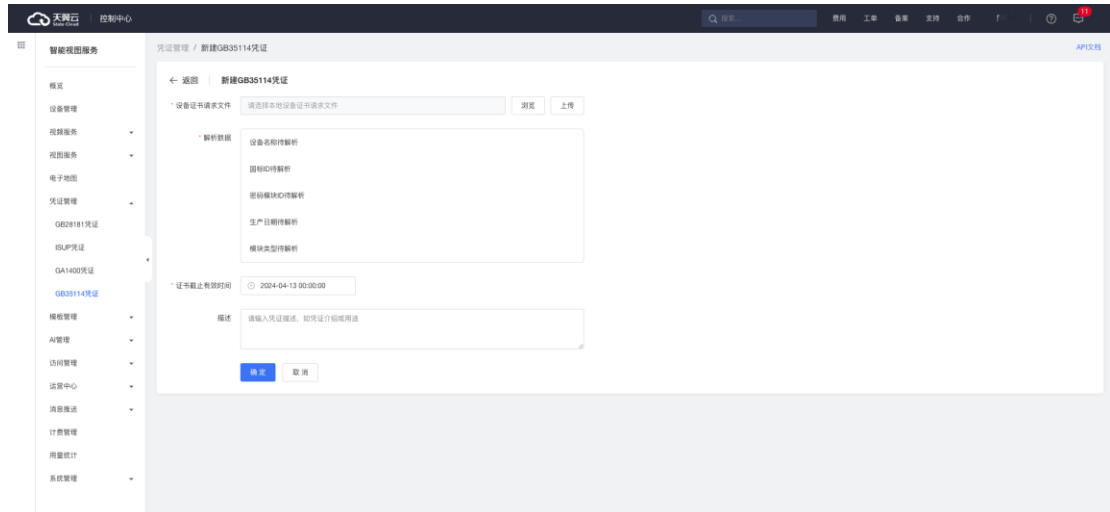 天翼云 控制中心 搜索... 费用 工单 备案 支持 合作 11
State Cloud
智能视图服务
凭证管理 / 新建GB35114凭证 API文档
概览
设备管理
视频服务
视图服务
电子地图
凭证管理
GB28181凭证
ISUP凭证
GA1400凭证
GB35114凭证
模板管理
AI管理
访问管理
运营中心
消息推送
计费管理
用量统计
系统管理
← 返回 新建GB35114凭证
* 设备证书请求文件 请选择本地设备证书请求文件 浏览 上传
* 解析数据
设备名称待解析
国标ID待解析
密码模块ID待解析
生产日期待解析
模块类型待解析
* 证书截止有效时间 2024-04-13 00:00:00
描述 请输入凭证描述，如凭证介绍或用途
确定 取消